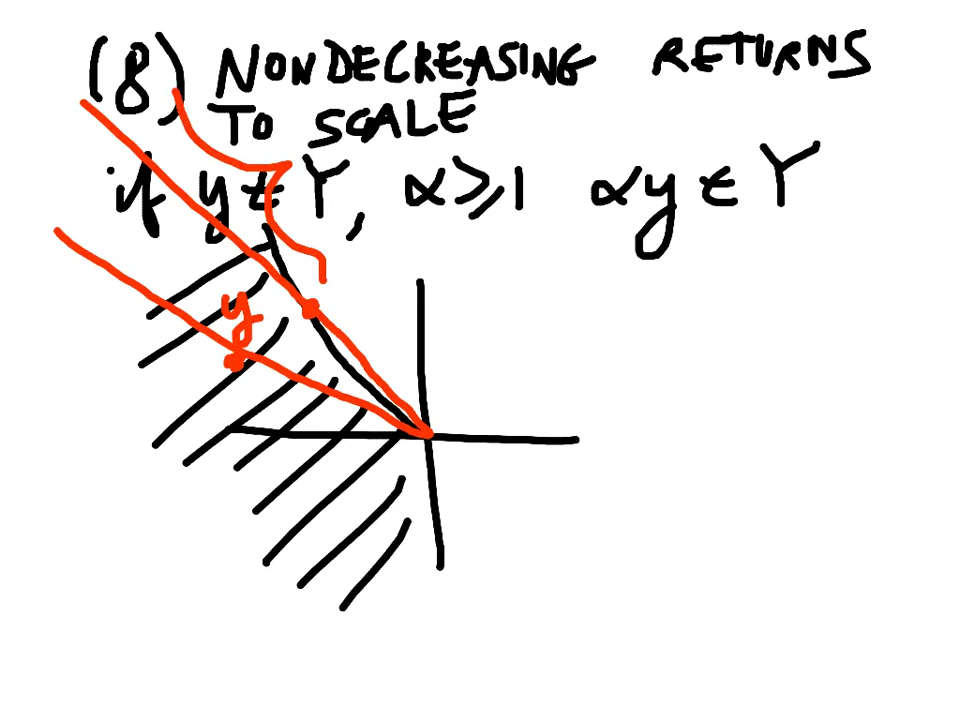 (8) NONDECREASING RETURNS
TO SCALE
if y ∈ Y, α ≥ 1 αy ∈ Y
y